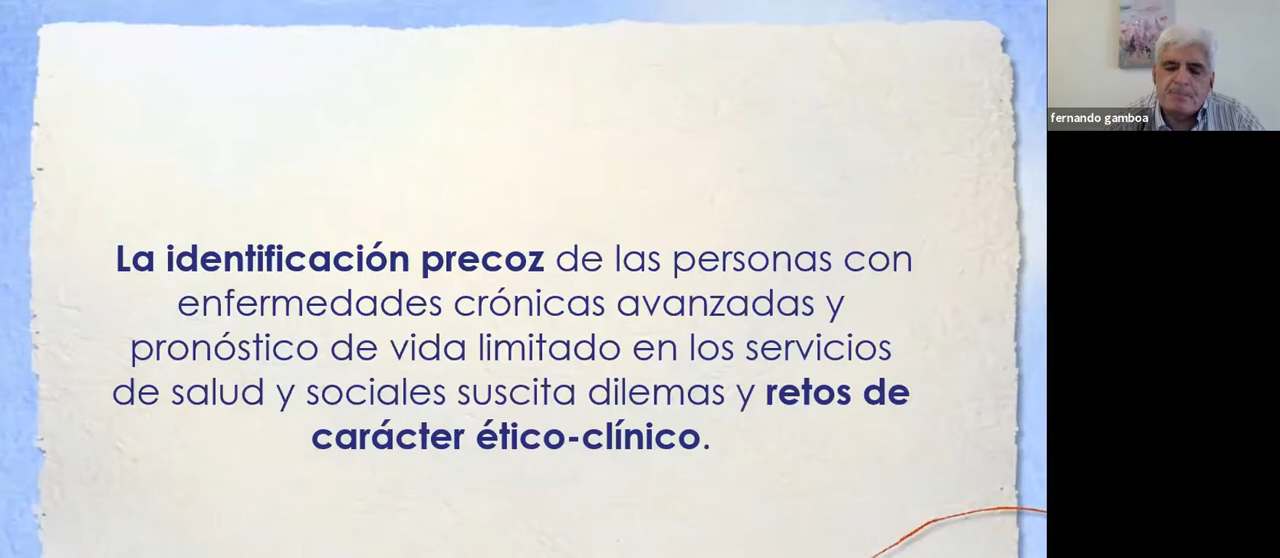 La identificación precoz de las personas con
enfermedades crónicas avanzadas y
pronóstico de vida limitado en los servicios
de salud y sociales suscita dilemas y retos de
carácter ético-clínico.
fernando gamboa